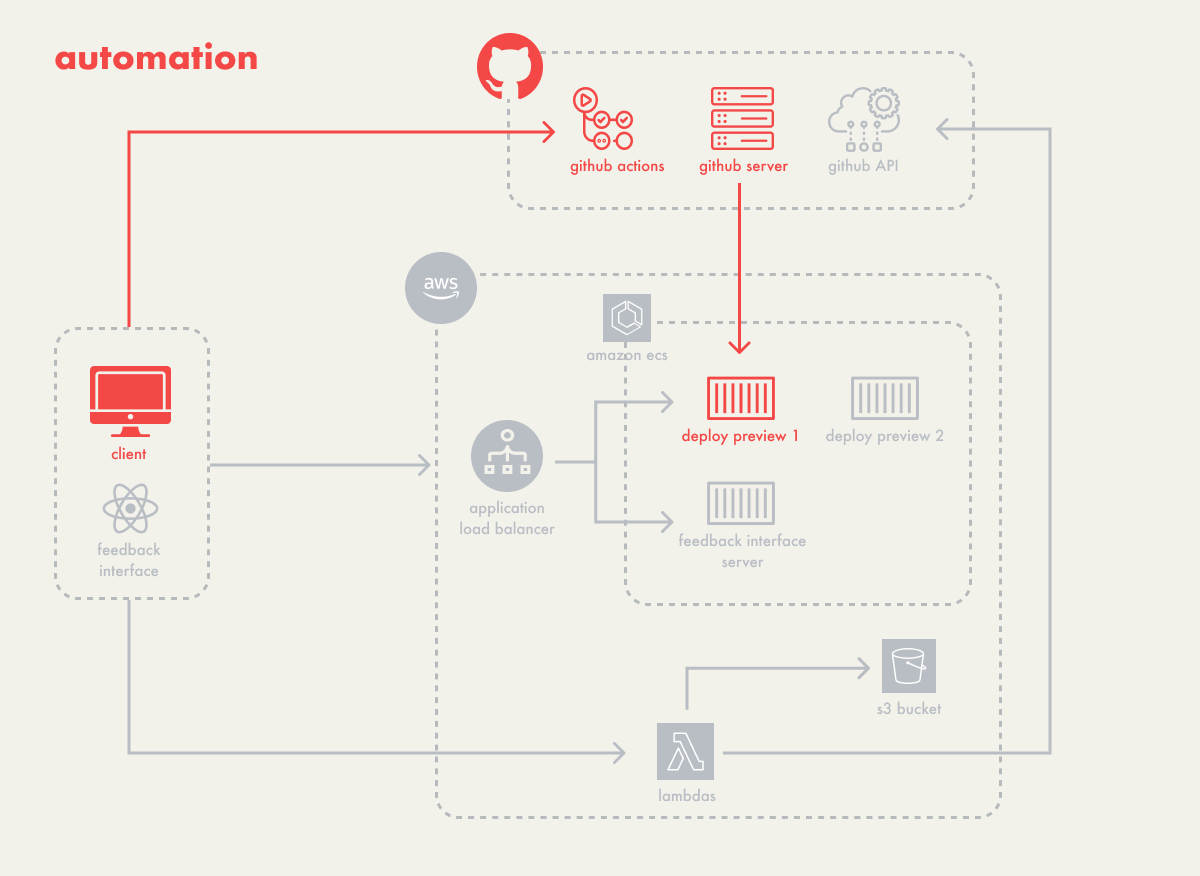 automation
github actions
github server
github API
aws
amazon ecs
deploy preview 1
deploy preview 2
client
application
load balancer
feedback
interface
feedback interface
server
s3 bucket
lambdas